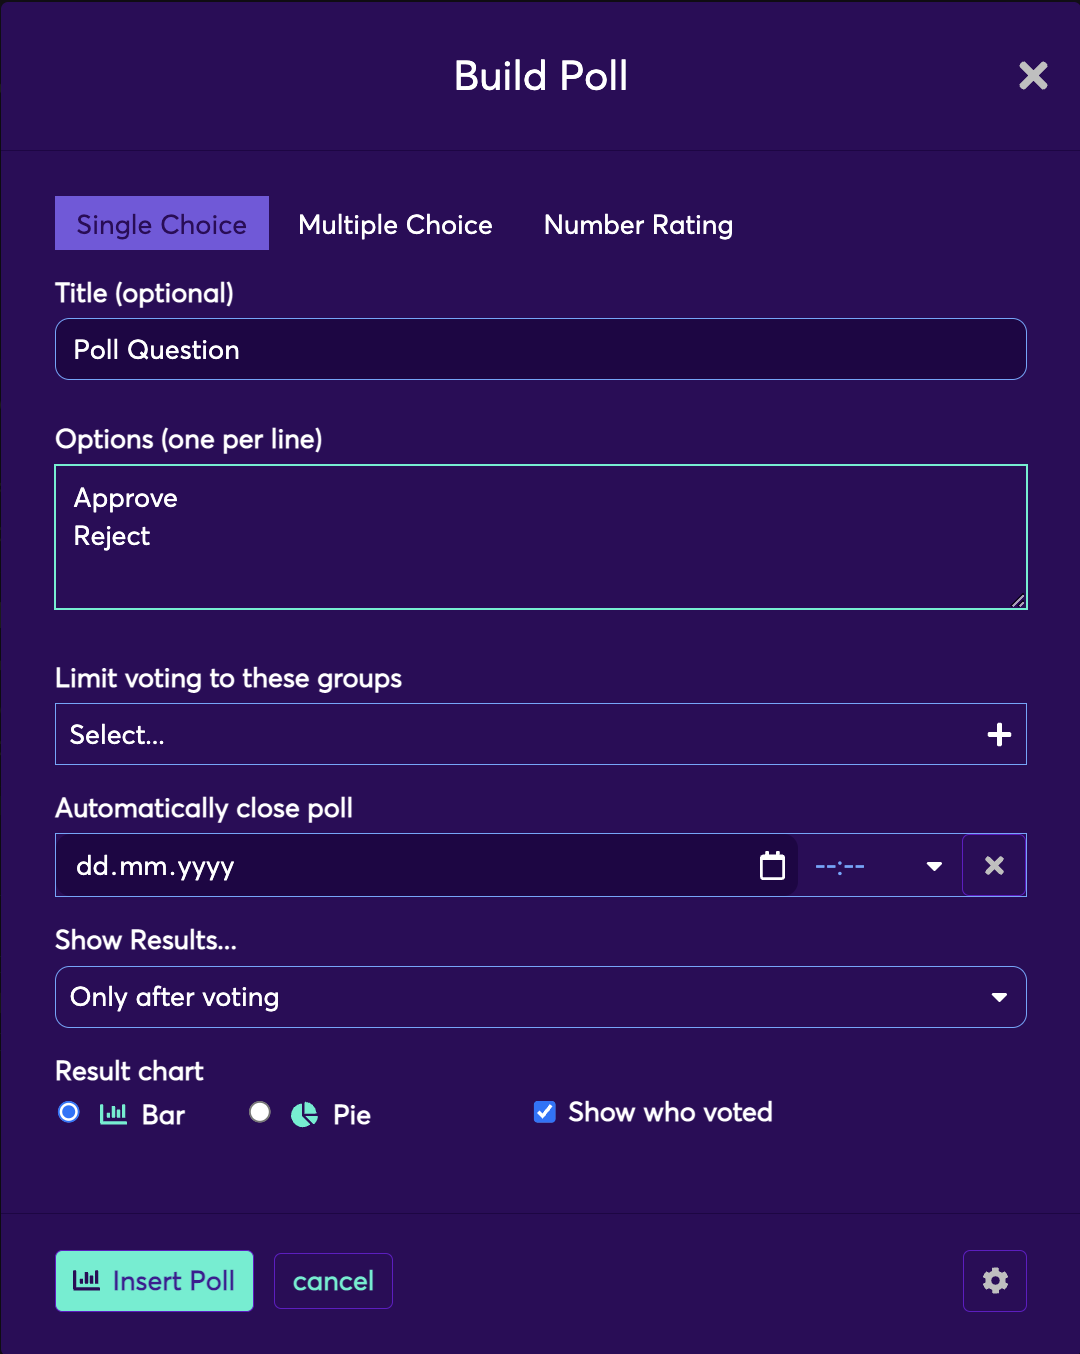 Build Poll
Single Choice Multiple Choice Number Rating
Title (optional)
Poll Question
Options (one per line)
Approve
Reject
Limit voting to these groups
Select...
Automatically close poll
dd.mm.yyyy --:--
Show Results...
Only after voting
Result chart
Bar Pie Show who voted
Insert Poll cancel